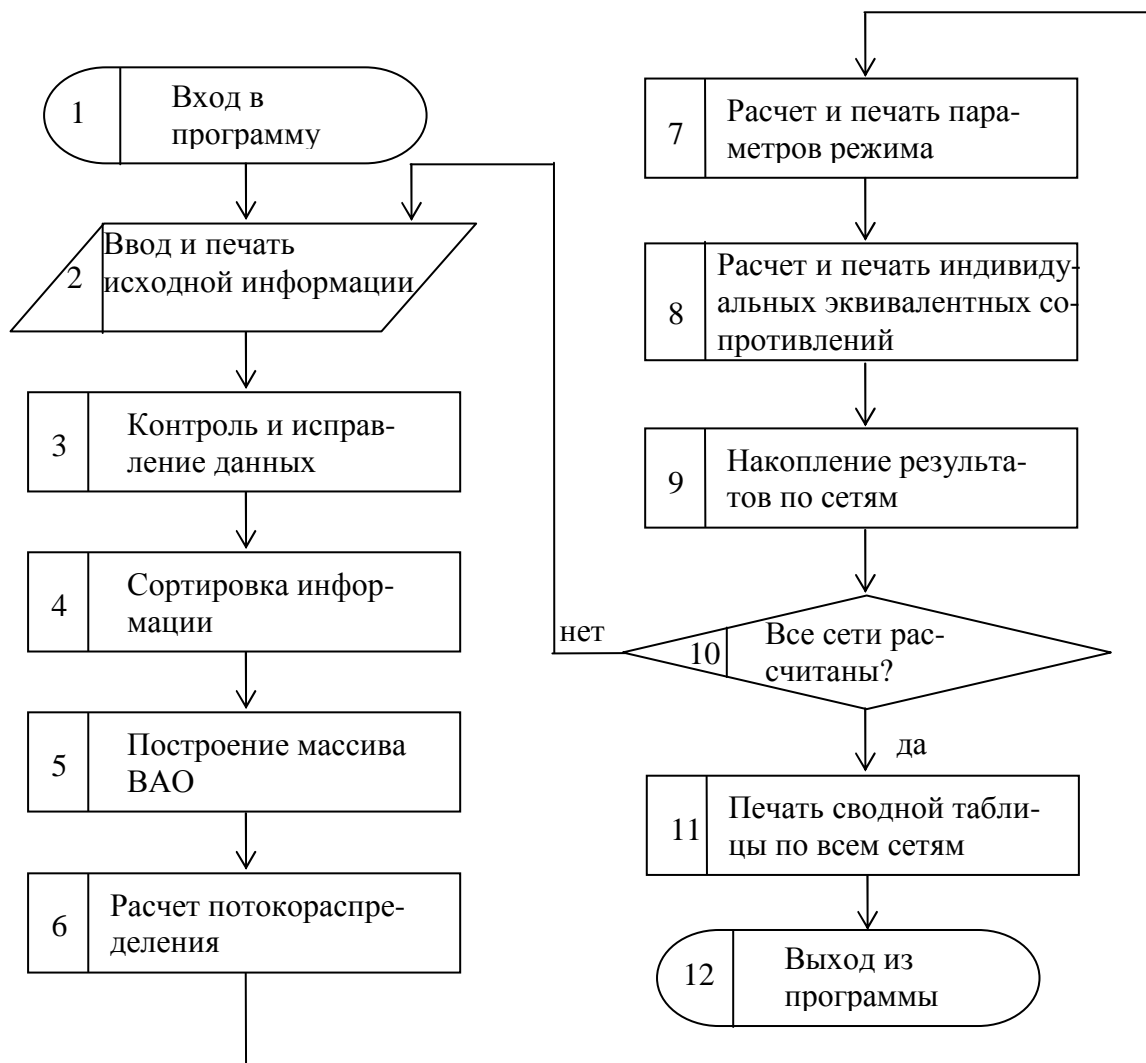 1
Вход в
программу
2
Ввод и печать
исходной информации
3
Контроль и исправ-
ление данных
4
Сортировка инфор-
мации
5
Построение массива
ВАО
6
Расчет потокораспре-
деления
7
Расчет и печать пара-
метров режима
8
Расчет и печать индивиду-
альных эквивалентных со-
противлений
9
Накопление результа-
тов по сетям
нет
10
Все сети рас-
считаны?
да
11
Печать сводной табли-
цы по всем сетям
12
Выход из
программы